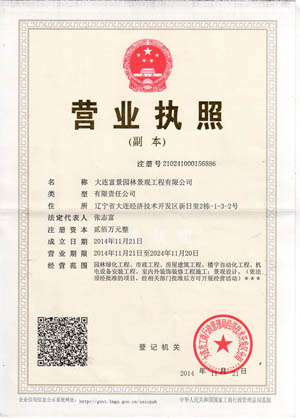 营业执照
(副 本)
注册号 210241000156886
名 称 大连富景园林景观工程有限公司
类 型 有限责任公司
住 所 辽宁省大连经济技术开发区新日里2栋-1-3-2号
法定代表人 张志富
注册资本 贰佰万元整
成立日期 2014年11月21日
营业期限 2014年11月21日至2024年11月20日
经营范围 园林绿化工程、市政工程、房屋建筑工程、楼宇自动化工程、机
电设备安装工程、室内外装饰装修工程施工；景观设计。(依法
须经批准的项目，经相关部门批准后方可开展经营活动)***
登记机关
2014
企业信用信息公示系统网址：
中华人民共和国国家工商行政管理总局监制